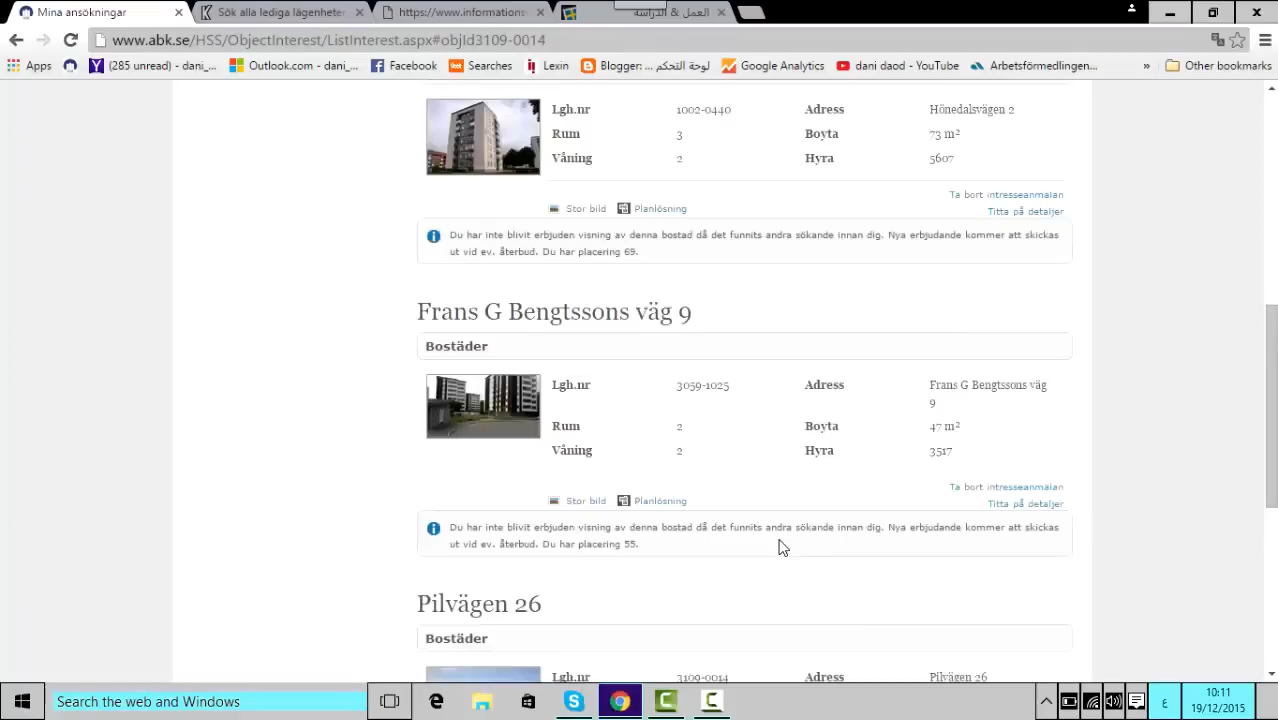 Mina ansökningar
Sök all lediga lägenheter
https://www.informations
العمل & الدراسة
www.abk.se/HSS/ObjectInterest/ListInterest.aspx#objId3109-0014
Apps
(285 unread) - dani_...
Outlook.com - dani_...
Facebook
Searches
Lexin
Blogger: ... لوحة التحكم
Google Analytics
dani daod - YouTube
Arbetsförmedlingen...
»
Other bookmarks
Lgh.nr 1002-0440 Adress Hönedalsvägen 2
Rum 3 Boyta 73 m²
Våning 2 Hyra 5607
Ta bort intresseanmälan
Stor bild Planlösning Titta på detaljer
Du har inte blivit erbjuden visning av denna bostad då det funnits andra sökande innan dig. Nya erbjudande kommer att skickas
ut vid ev. återbud. Du har placering 69.
Frans G Bengtssons väg 9
Bostäder
Lgh.nr 3059-1025 Adress Frans G Bengtssons väg
9
Rum 2 Boyta 47 m²
Våning 2 Hyra 3517
Ta bort intresseanmälan
Stor bild Planlösning Titta på detaljer
Du har inte blivit erbjuden visning av denna bostad då det funnits andra sökande innan dig. Nya erbjudande kommer att skickas
ut vid ev. återbud. Du har placering 55.
Pilvägen 26
Bostäder
Lgh.nr 3109-0014 Adress Pilvägen 26
Search the web and Windows
ع
10:11
19/12/2015